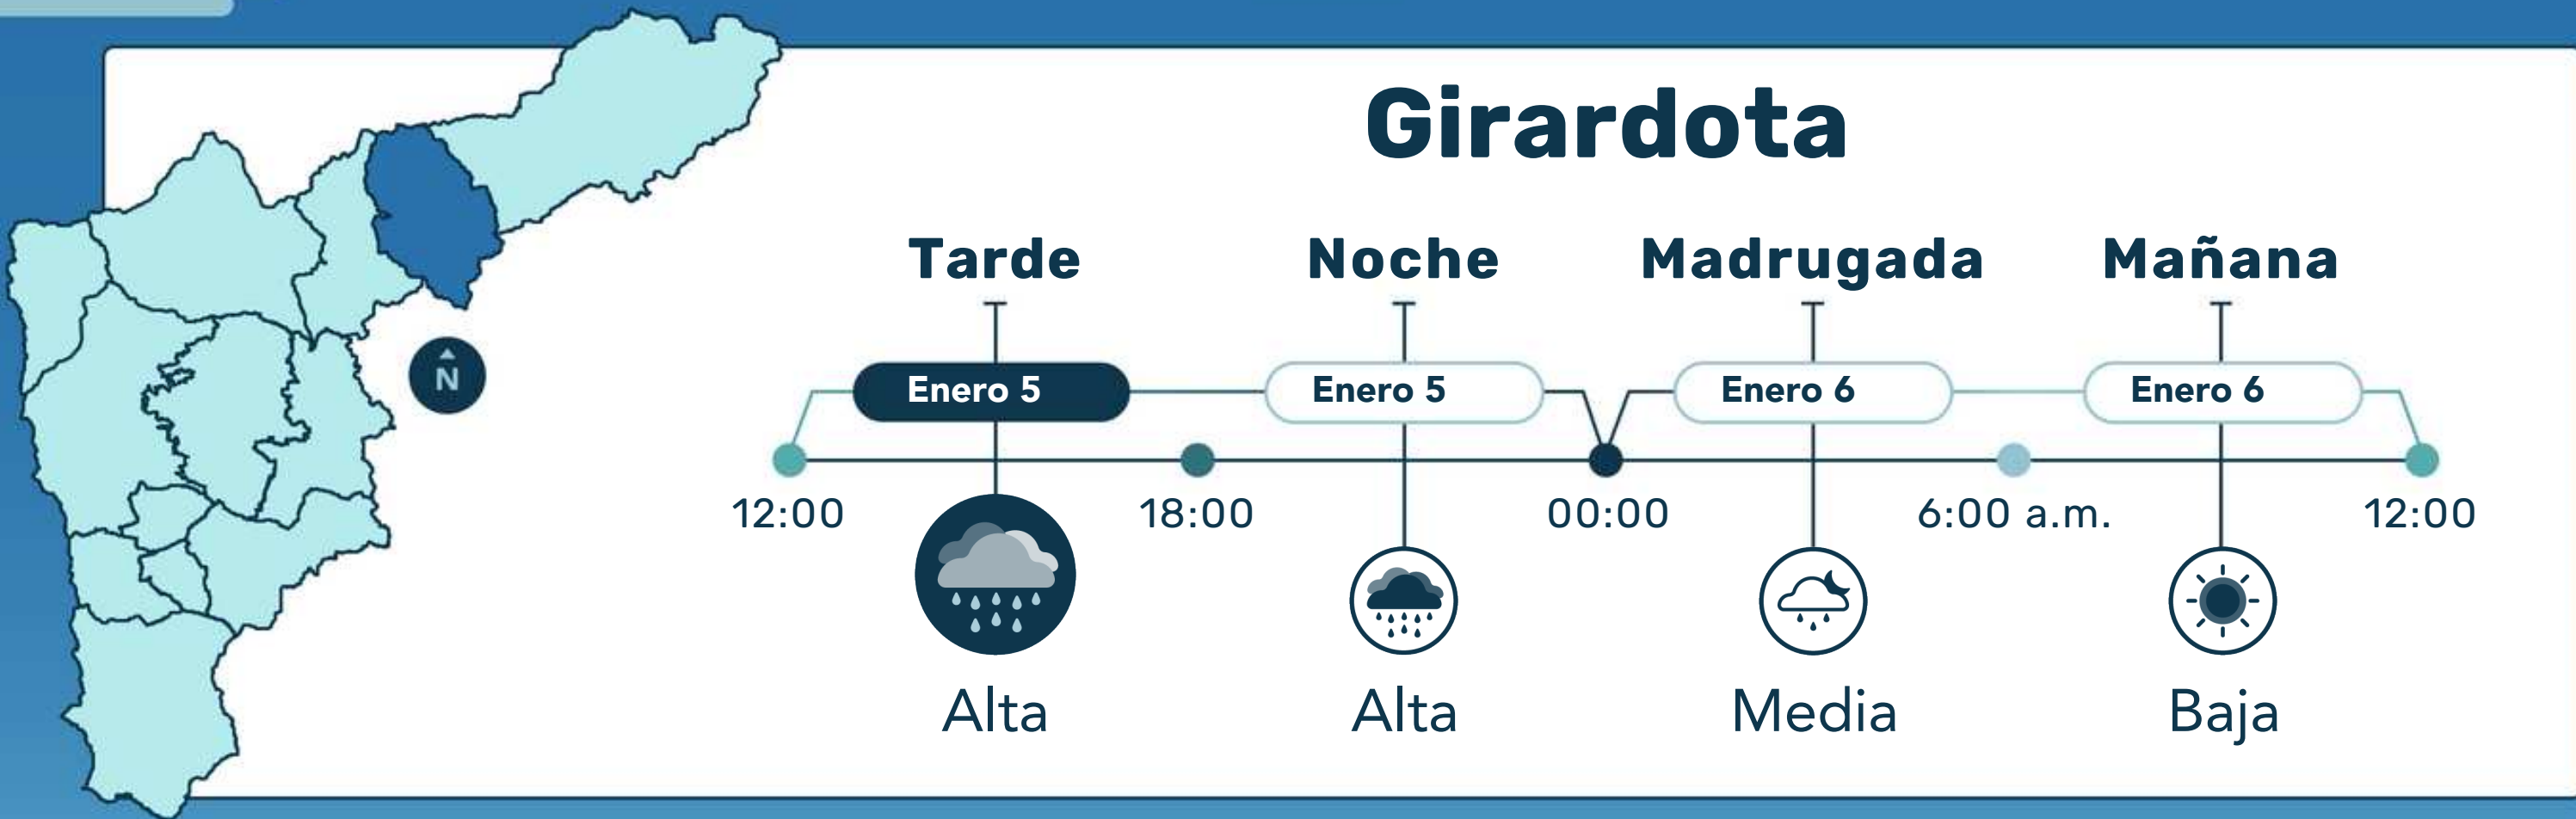 Girardota
Tarde Noche Madrugada Mañana
Enero 5 Enero 5 Enero 6 Enero 6
N
12:00 18:00 00:00 6:00 a.m. 12:00
Alta Alta Media Baja